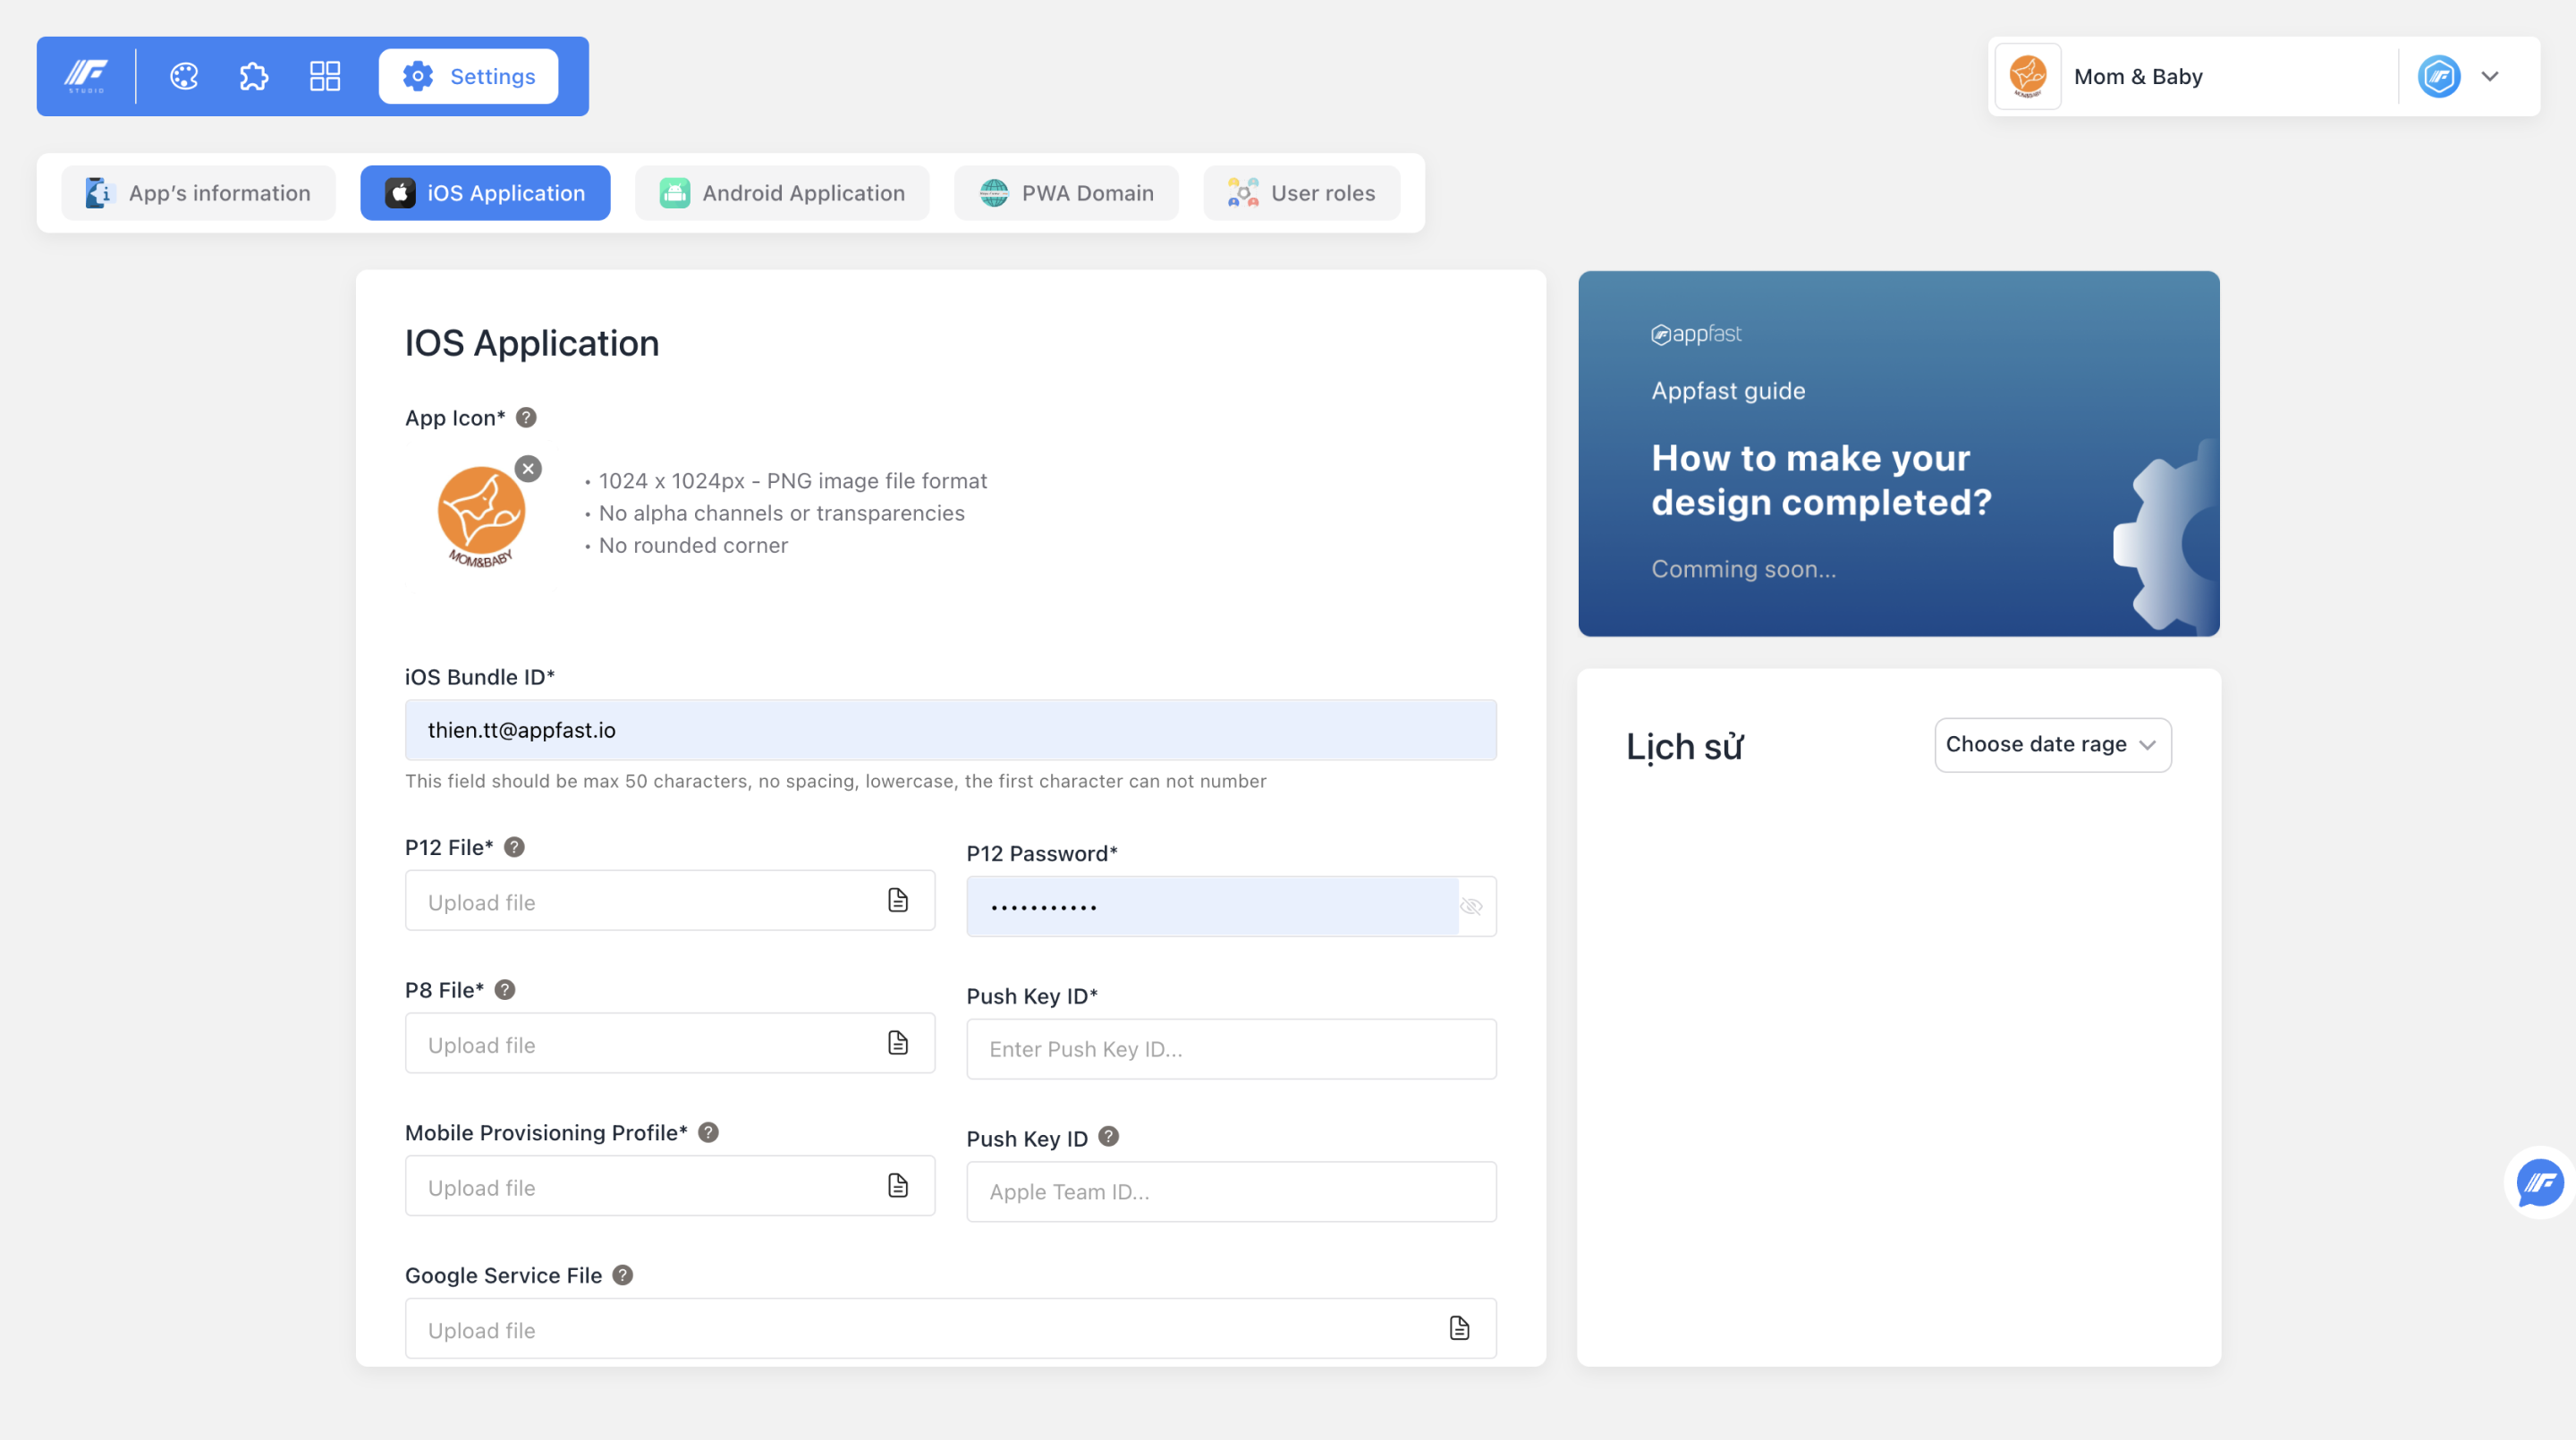 STUDIO
Settings
Mom & Baby
MOM&BABY
App's information
iOS Application
Android Application
PWA Domain
User roles
IOS Application
App Icon*
MOM&BABY
• 1024 x 1024px - PNG image file format
• No alpha channels or transparencies
• No rounded corner
iOS Bundle ID*
thien.tt@appfast.io
This field should be max 50 characters, no spacing, lowercase, the first character can not number
P12 File*
Upload file
P12 Password*
•••••••••••
P8 File*
Upload file
Push Key ID*
Enter Push Key ID...
Mobile Provisioning Profile*
Upload file
Push Key ID
Apple Team ID...
Google Service File
Upload file
appfast
Appfast guide
How to make your
design completed?
Comming soon...
Lịch sử
Choose date rage